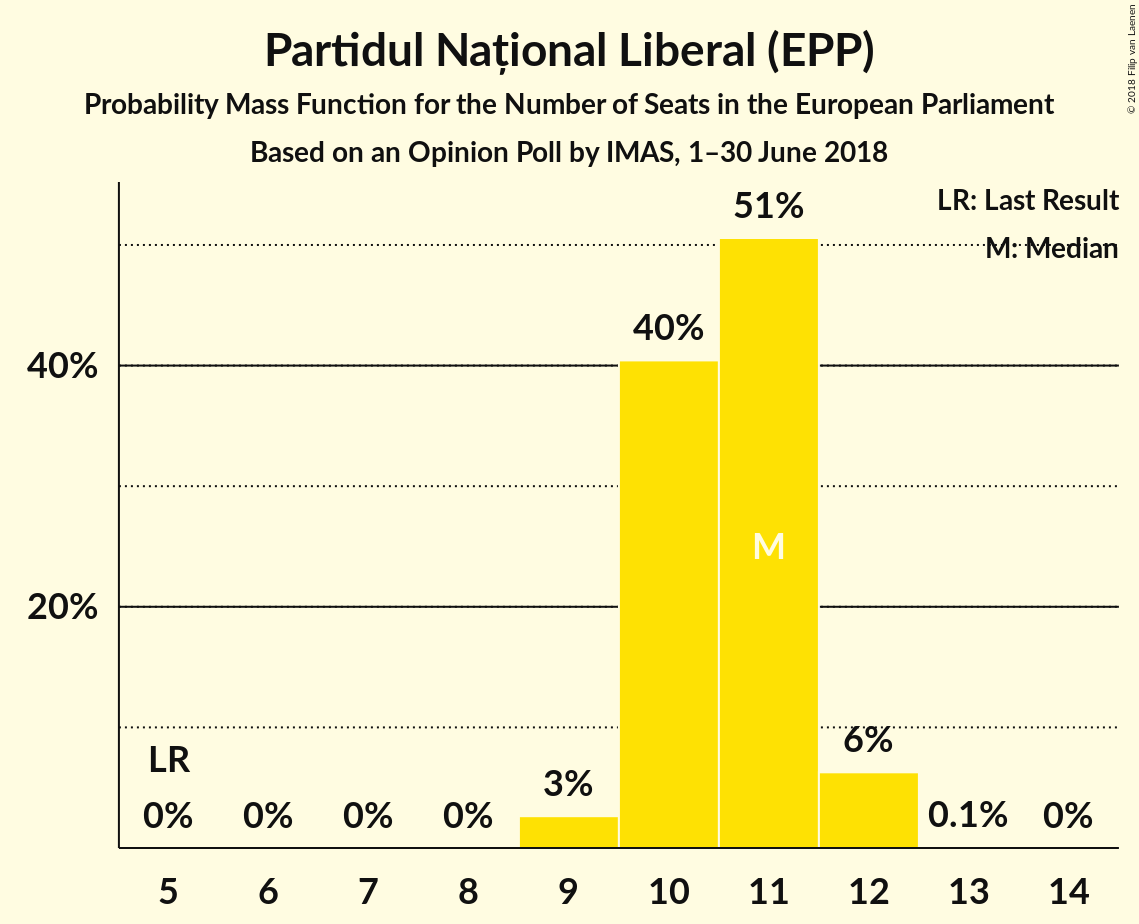 Partidul Național Liberal (EPP)
Probability Mass Function for the Number of Seats in the European Parliament
Based on an Opinion Poll by IMAS, 1–30 June 2018
© 2018 Filip van Laenen
LR: Last Result
M: Median
51%
40%
40%
M
20%
LR
6%
3%
0% 0% 0% 0% 0.1% 0%
5 6 7 8 9 10 11 12 13 14